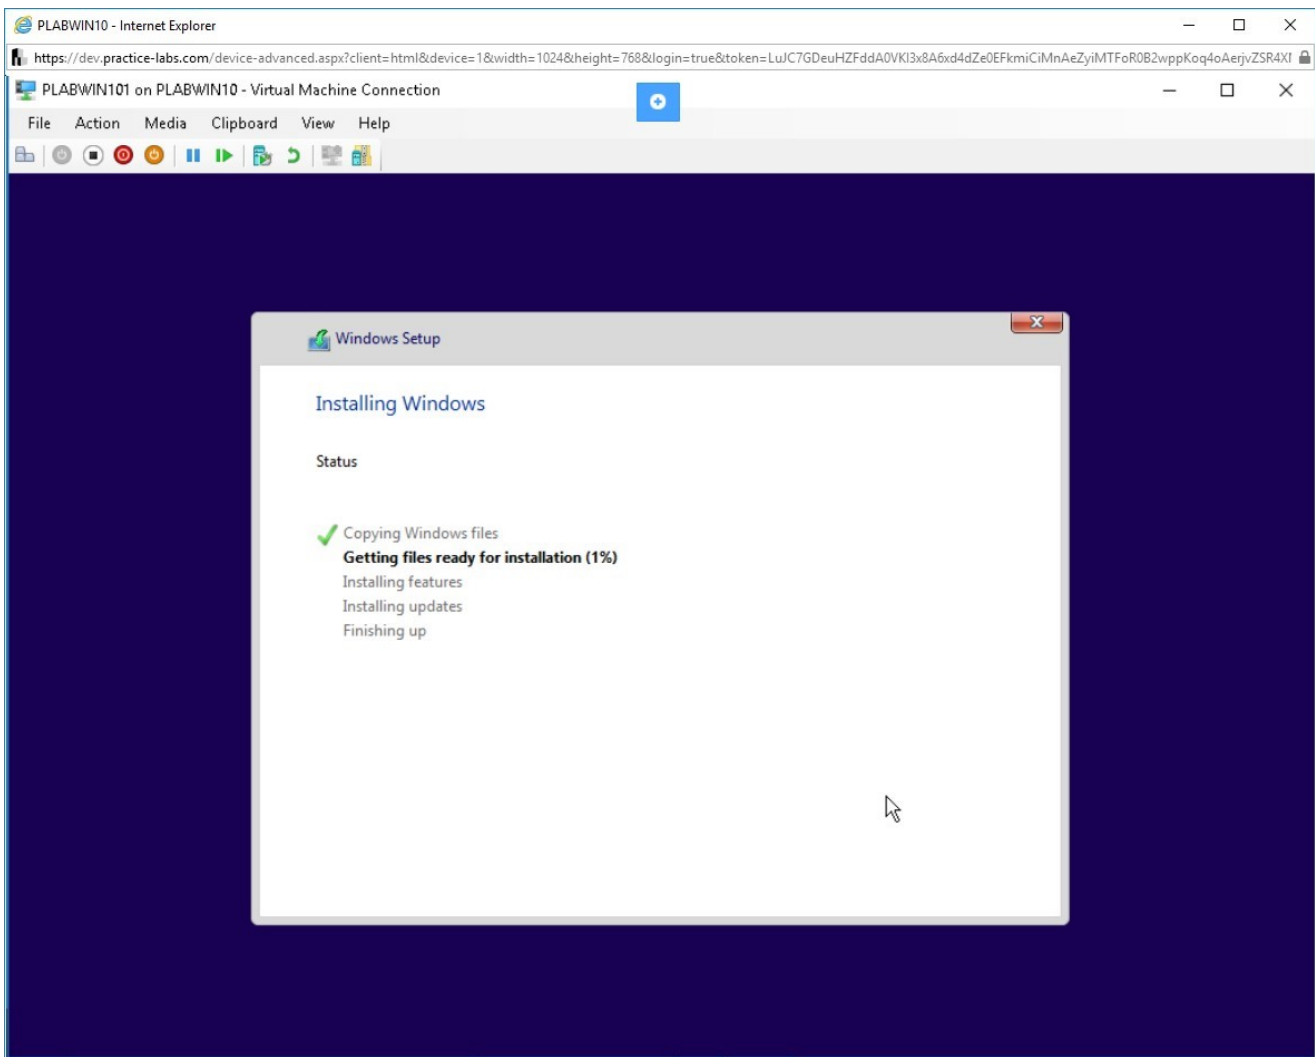 PLABWIN10 - Internet Explorer
https://dev.practice-labs.com/device-advanced.aspx?client=html&device=1&width=1024&height=768&login=true&token=LuJC7GDeuHZFddA0VKI3x8A6xd4dZe0EFkmiCiMnAeZyiMTFoR0B2wppKoq4oAerjvZSR4XI
PLABWIN101 on PLABWIN10 - Virtual Machine Connection
File Action Media Clipboard View Help
Windows Setup
Installing Windows
Status
Copying Windows files
Getting files ready for installation (1%)
Installing features
Installing updates
Finishing up